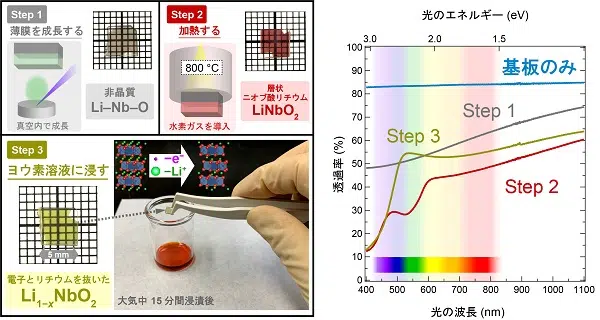 Step 1
薄膜を成長する
真空内で成長
非晶質
Li–Nb–O
Step 2
加熱する
800 °C
水素ガスを導入
層状
ニオブ酸リチウム
LiNbO2
Step 3
ヨウ素溶液に浸す
5 mm
電子とリチウムを抜いた
Li1−xNbO2
−e−
−Li+
大気中 15 分間浸漬後
光のエネルギー (eV)
3.0 2.0 1.5
透過率 (%)
100
90
80
70
60
50
40
30
20
10
0
基板のみ
Step 1
Step 3
Step 2
400 500 600 700 800 900 1000 1100
光の波長 (nm)